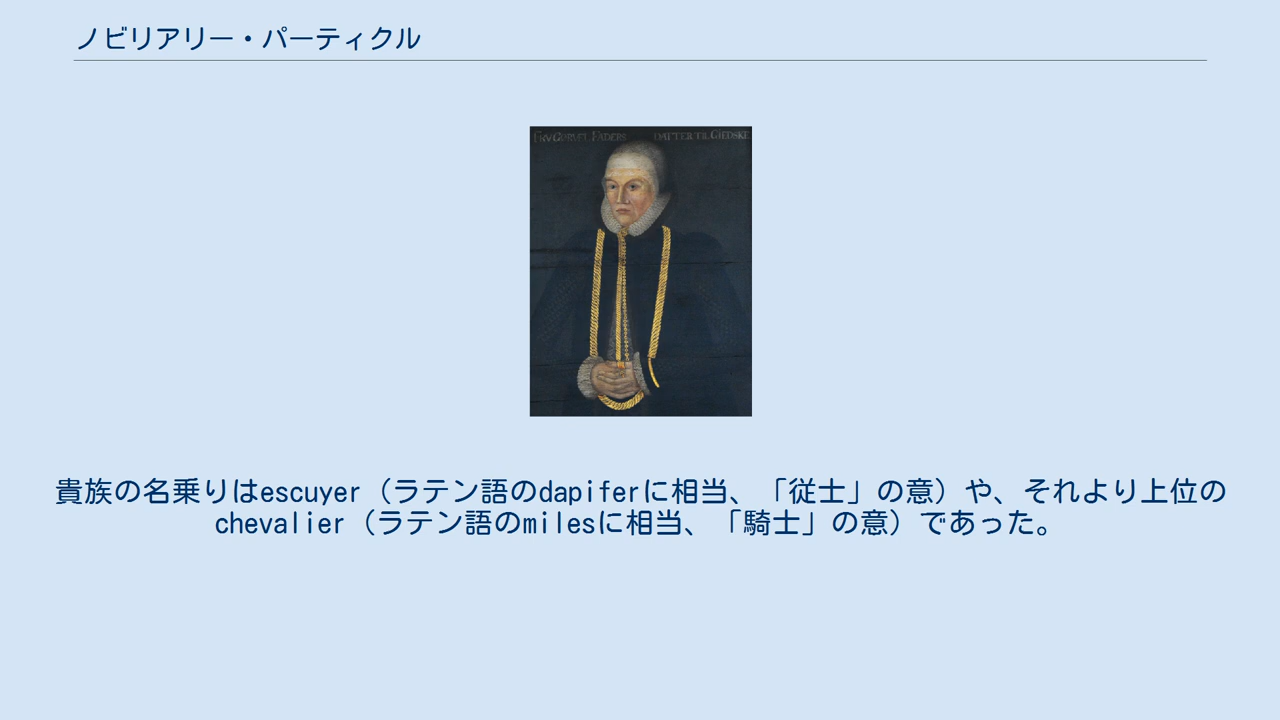 ノビリアリー・パーティクル
DATTER TIL GIEDSKE
貴族の名乗りはescuyer（ラテン語のdapiferに相当、「従士」の意）や、それより上位の
chevalier（ラテン語のmilesに相当、「騎士」の意）であった。